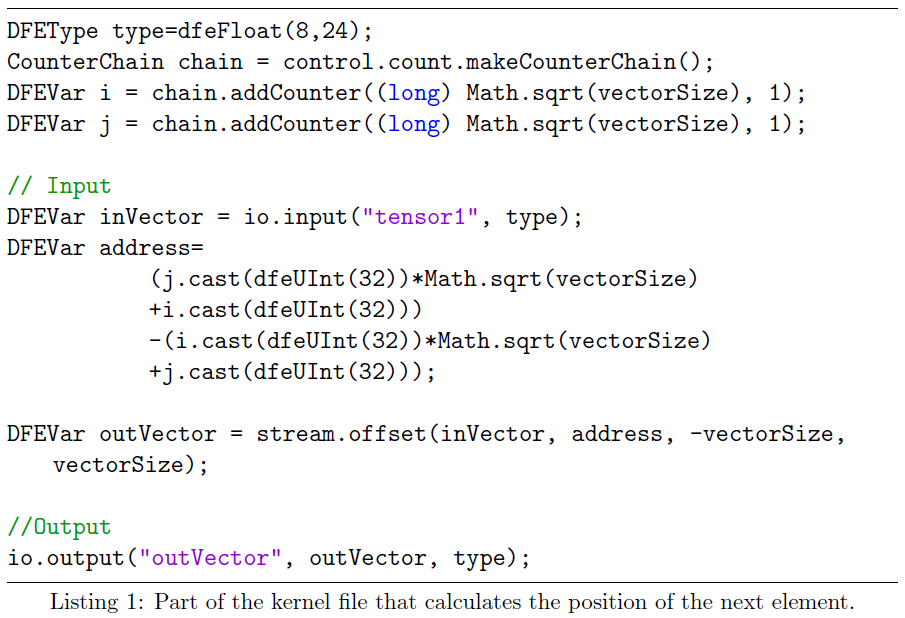 DFEType type=dfeFloat(8,24);
CounterChain chain = control.count.makeCounterChain();
DFEVar i = chain.addCounter((long) Math.sqrt(vectorSize), 1);
DFEVar j = chain.addCounter((long) Math.sqrt(vectorSize), 1);
// Input
DFEVar inVector = io.input("tensor1", type);
DFEVar address=
(j.cast(dfeUInt(32))*Math.sqrt(vectorSize)
+i.cast(dfeUInt(32)))
-(i.cast(dfeUInt(32))*Math.sqrt(vectorSize)
+j.cast(dfeUInt(32)));
DFEVar outVector = stream.offset(inVector, address, -vectorSize,
vectorSize);
//Output
io.output("outVector", outVector, type);
Listing 1: Part of the kernel file that calculates the position of the next element.